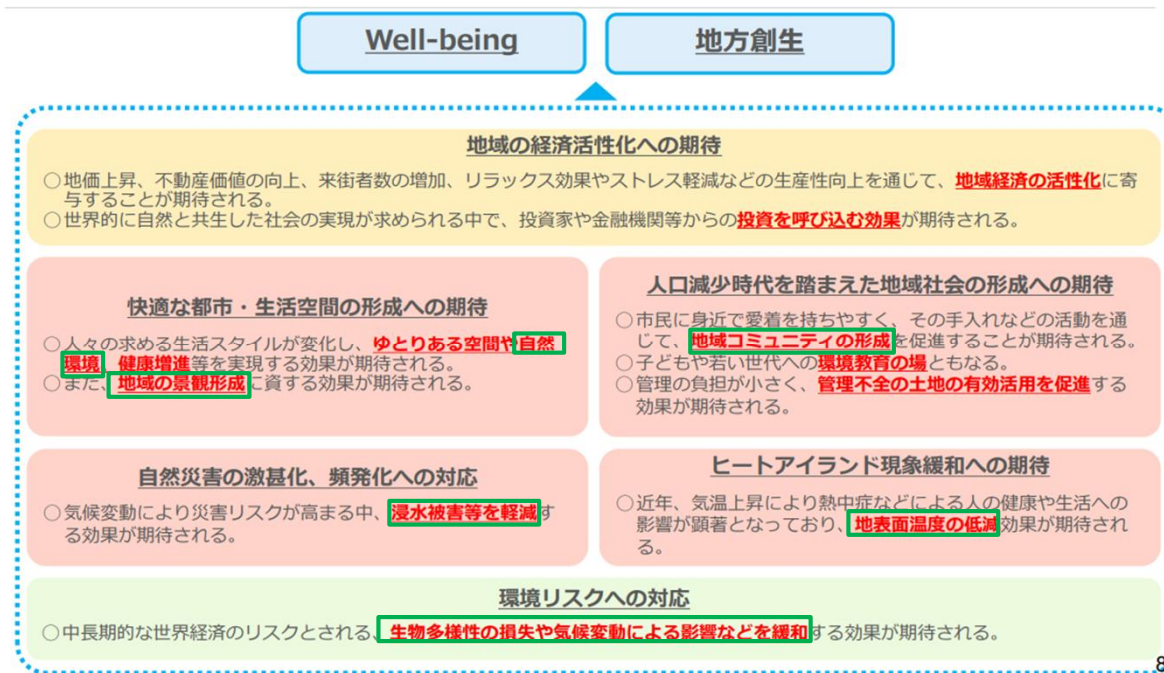 Well-being
地方創生
地域の経済活性化への期待
○地価上昇、不動産価値の向上、来街者数の増加、リラックス効果やストレス軽減などの生産性向上を通じて、地域経済の活性化に寄
与することが期待される。
○世界的に自然と共生した社会の実現が求められる中で、投資家や金融機関等からの投資を呼び込む効果が期待される。
快適な都市・生活空間の形成への期待
○人々の求める生活スタイルが変化し、ゆとりある空間や自然
環境、健康増進等を実現する効果が期待される。
○また、地域の景観形成に資する効果が期待される。
人口減少時代を踏まえた地域社会の形成への期待
○市民に身近で愛着を持ちやすく、その手入れなどの活動を通
じて、地域コミュニティの形成を促進することが期待される。
○子どもや若い世代への環境教育の場ともなる。
○管理の負担が小さく、管理不全の土地の有効活用を促進する
効果が期待される。
自然災害の激甚化、頻発化への対応
○気候変動により災害リスクが高まる中、浸水被害等を軽減す
る効果が期待される。
ヒートアイランド現象緩和への期待
○近年、気温上昇により熱中症などによる人の健康や生活への
影響が顕著となっており、地表面温度の低減効果が期待され
る。
環境リスクへの対応
○中長期的な世界経済のリスクとされる、生物多様性の損失や気候変動による影響などを緩和する効果が期待される。
8